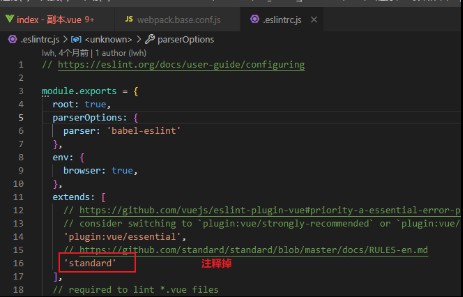 index - 副本.vue 9+
webpack.base.conf.js
.eslintrc.js
.eslintrc.js > <unknown> > parserOptions
lwh, 4个月前 | 1 author (lwh)
1 // https://eslint.org/docs/user-guide/configuring
2
3 module.exports = {
4 root: true,
5 parserOptions: {
6 parser: 'babel-eslint'
7 },
8 env: {
9 browser: true,
10 },
11 extends: [
12 // https://github.com/vuejs/eslint-plugin-vue#priority-a-essential-error-p
13 // consider switching to `plugin:vue/strongly-recommended` or `plugin:vue/
14 'plugin:vue/essential',
15 // https://github.com/standard/standard/blob/master/docs/RULES-en.md
16 'standard' 注释掉
17 ],
18 // required to lint *.vue files